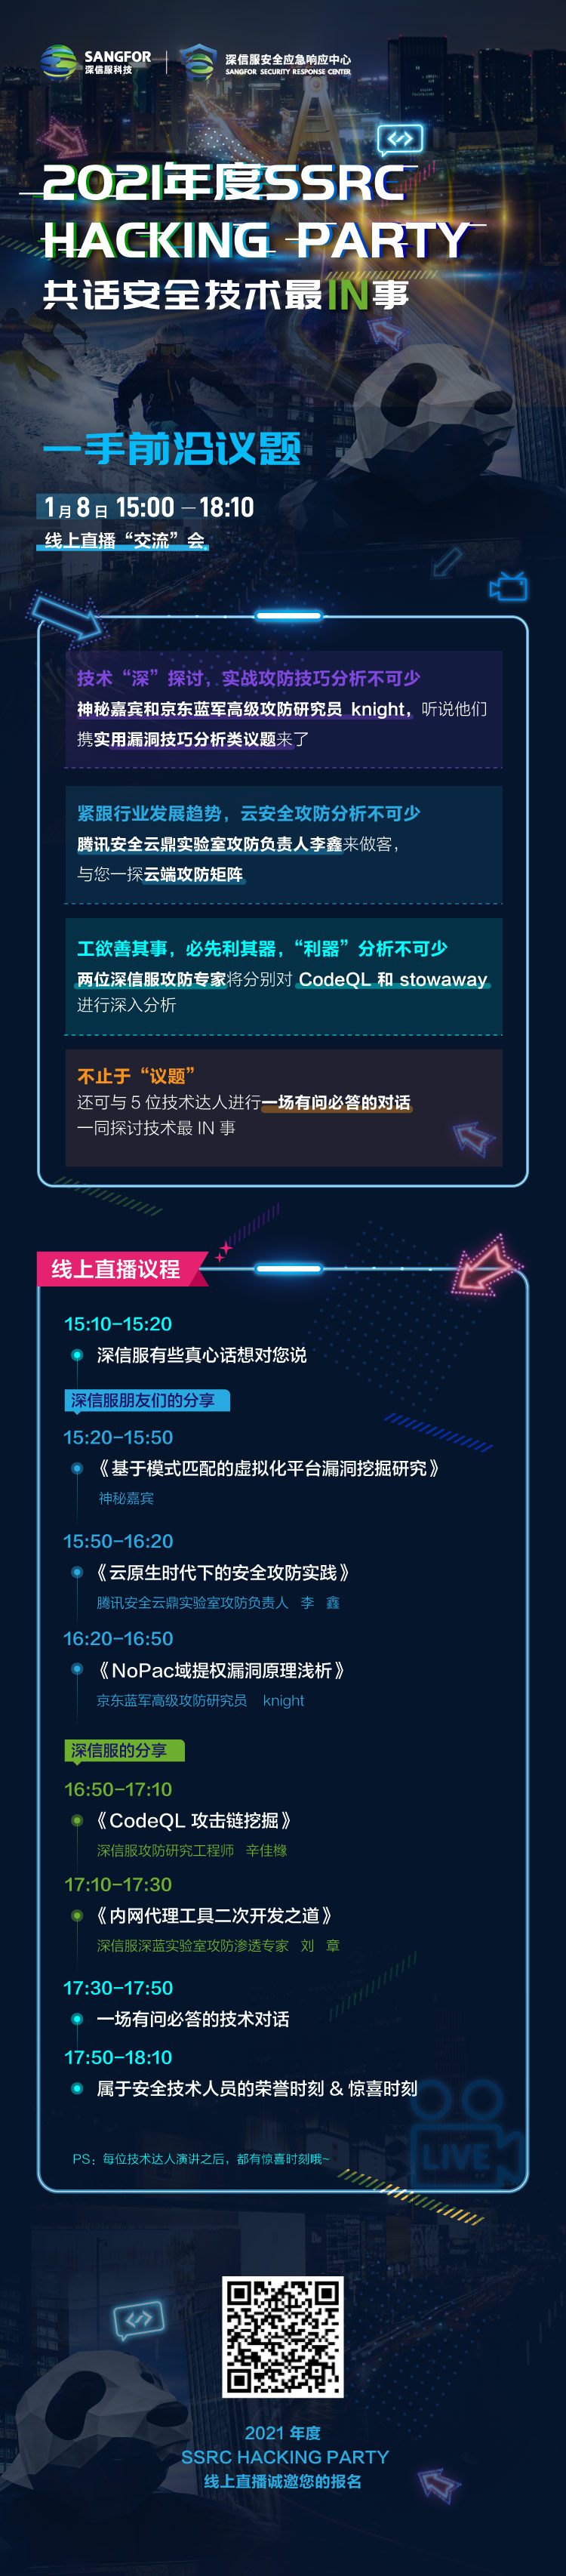 SANGFOR
深信服科技
深信服安全应急响应中心
SANGFOR SECURITY RESPONSE CENTER
2021年度SSRC
HACKING PARTY
共话安全技术最IN事
一手前沿议题
1月8日 15:00—18:10
线上直播“交流”会
技术“深”探讨，实战攻防技巧分析不可少
神秘嘉宾和京东蓝军高级攻防研究员 knight，听说他们
携实用漏洞技巧分析类议题来了
紧跟行业发展趋势，云安全攻防分析不可少
腾讯安全云鼎实验室攻防负责人李鑫来做客，
与您一探云端攻防矩阵
工欲善其事，必先利其器，“利器”分析不可少
两位深信服攻防专家将分别对 CodeQL 和 stowaway
进行深入分析
不止于“议题”
还可与 5 位技术达人进行一场有问必答的对话
一同探讨技术最 IN 事
线上直播议程
15:10-15:20
深信服有些真心话想对您说
深信服朋友们的分享
15:20-15:50
《基于模式匹配的虚拟化平台漏洞挖掘研究》
神秘嘉宾
15:50-16:20
《云原生时代下的安全攻防实践》
腾讯安全云鼎实验室攻防负责人 李 鑫
16:20-16:50
《NoPac域提权漏洞原理浅析》
京东蓝军高级攻防研究员 knight
深信服的分享
16:50-17:10
《CodeQL 攻击链挖掘》
深信服攻防研究工程师 辛佳橼
17:10-17:30
《内网代理工具二次开发之道》
深信服深蓝实验室攻防渗透专家 刘 章
17:30-17:50
一场有问必答的技术对话
17:50-18:10
属于安全技术人员的荣誉时刻 & 惊喜时刻
LIVE
PS：每位技术达人演讲之后，都有惊喜时刻哦~
2021 年度
SSRC HACKING PARTY
线上直播诚邀您的报名